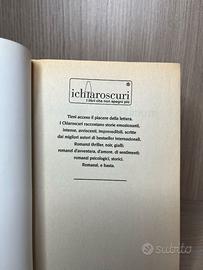 ichiaroscuri
I libri che non spegni più
Tieni acceso il piacere della lettura.
I Chiaroscuri raccontano storie emozionanti,
intense, avvincenti, imprevedibili, scritte
dai migliori autori di bestseller internazionali.
Romanzi thriller, noir, gialli;
romanzi d'avventura, d'amore, di sentimenti;
romanzi psicologici, storici.
Romanzi, e basta.
subito